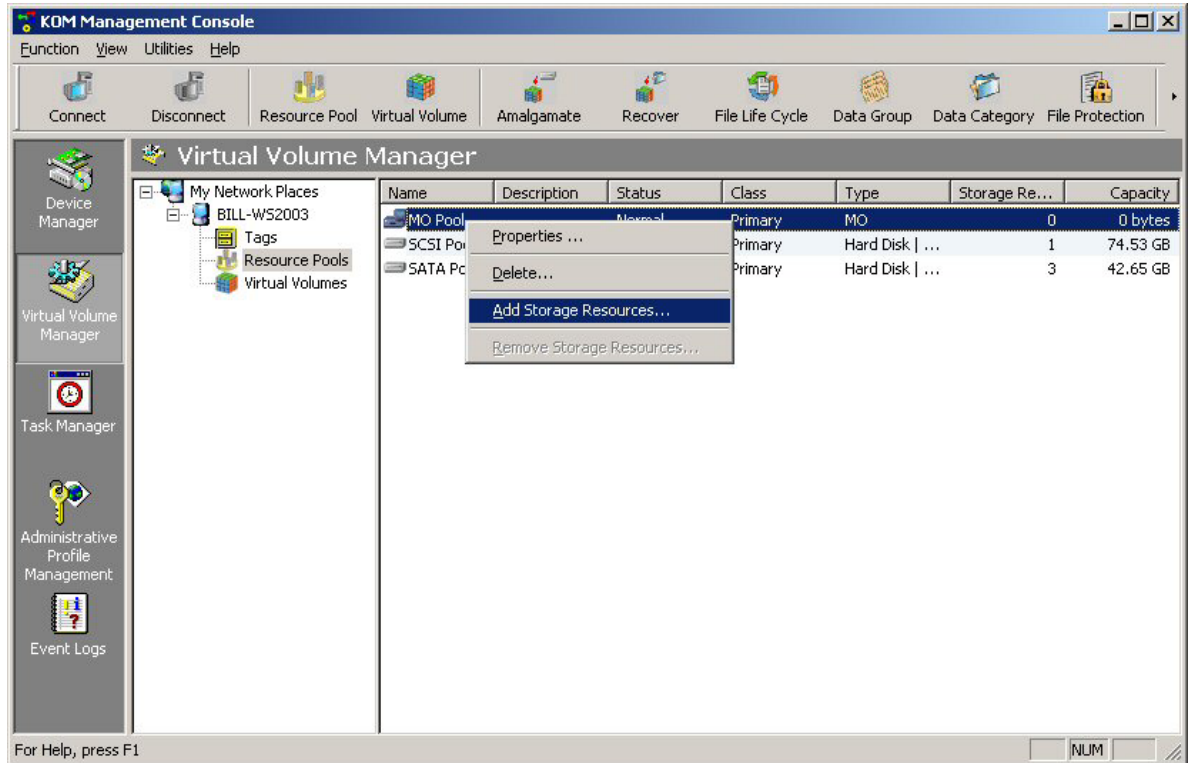 KOM Management Console
Function View Utilities Help
Connect Disconnect Resource Pool Virtual Volume Amalgamate Recover File Life Cycle Data Group Data Category File Protection
Virtual Volume Manager
Device
Manager
Virtual Volume
Manager
Task Manager
Administrative
Profile
Management
Event Logs
My Network Places
BILL-WS2003
Tags
Resource Pools
Virtual Volumes
Name Description Status Class Type Storage Re... Capacity
MO Pool Normal Primary MO 0 0 bytes
SCSI Primary Hard Disk | ... 1 74.53 GB
SATA Primary Hard Disk | ... 3 42.65 GB
Properties ...
Delete...
Add Storage Resources...
Remove Storage Resources...
For Help, press F1
NUM